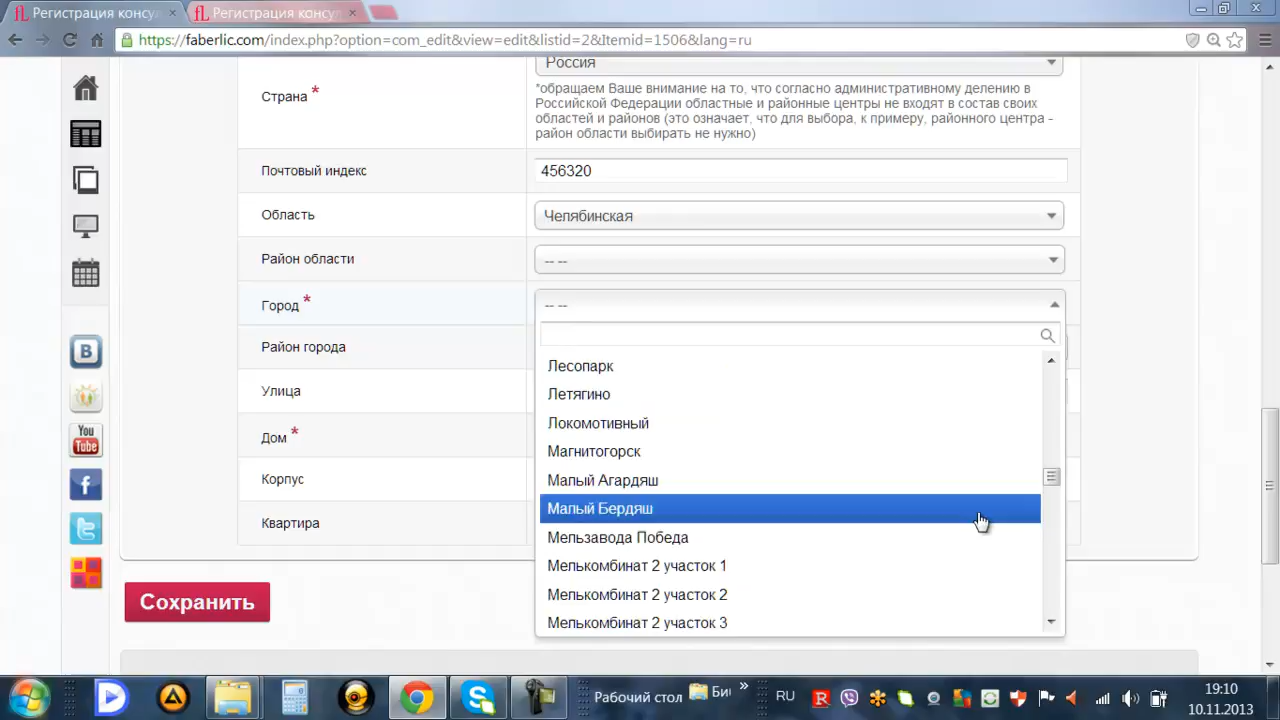 Регистрация консул
Регистрация консул
https://faberlic.com/index.php?option=com_edit&view=edit&listid=2&Itemid=1506&lang=ru
Страна *
Россия
*обращаем Ваше внимание на то, что согласно административному делению в
Российской Федерации областные и районные центры не входят в состав своих
областей и районов (это означает, что для выбора, к примеру, районного центра -
район области выбирать не нужно)
Почтовый индекс
456320
Область
Челябинская
Район области
-- --
Город *
-- --
Район города
Улица
Дом *
Корпус
Квартира
Лесопарк
Летягино
Локомотивный
Магнитогорск
Малый Агардяш
Малый Бердяш
Мельзавода Победа
Мелькомбинат 2 участок 1
Мелькомбинат 2 участок 2
Мелькомбинат 2 участок 3
Сохранить
You
Tube
Рабочий стол
RU
19:10
10.11.2013